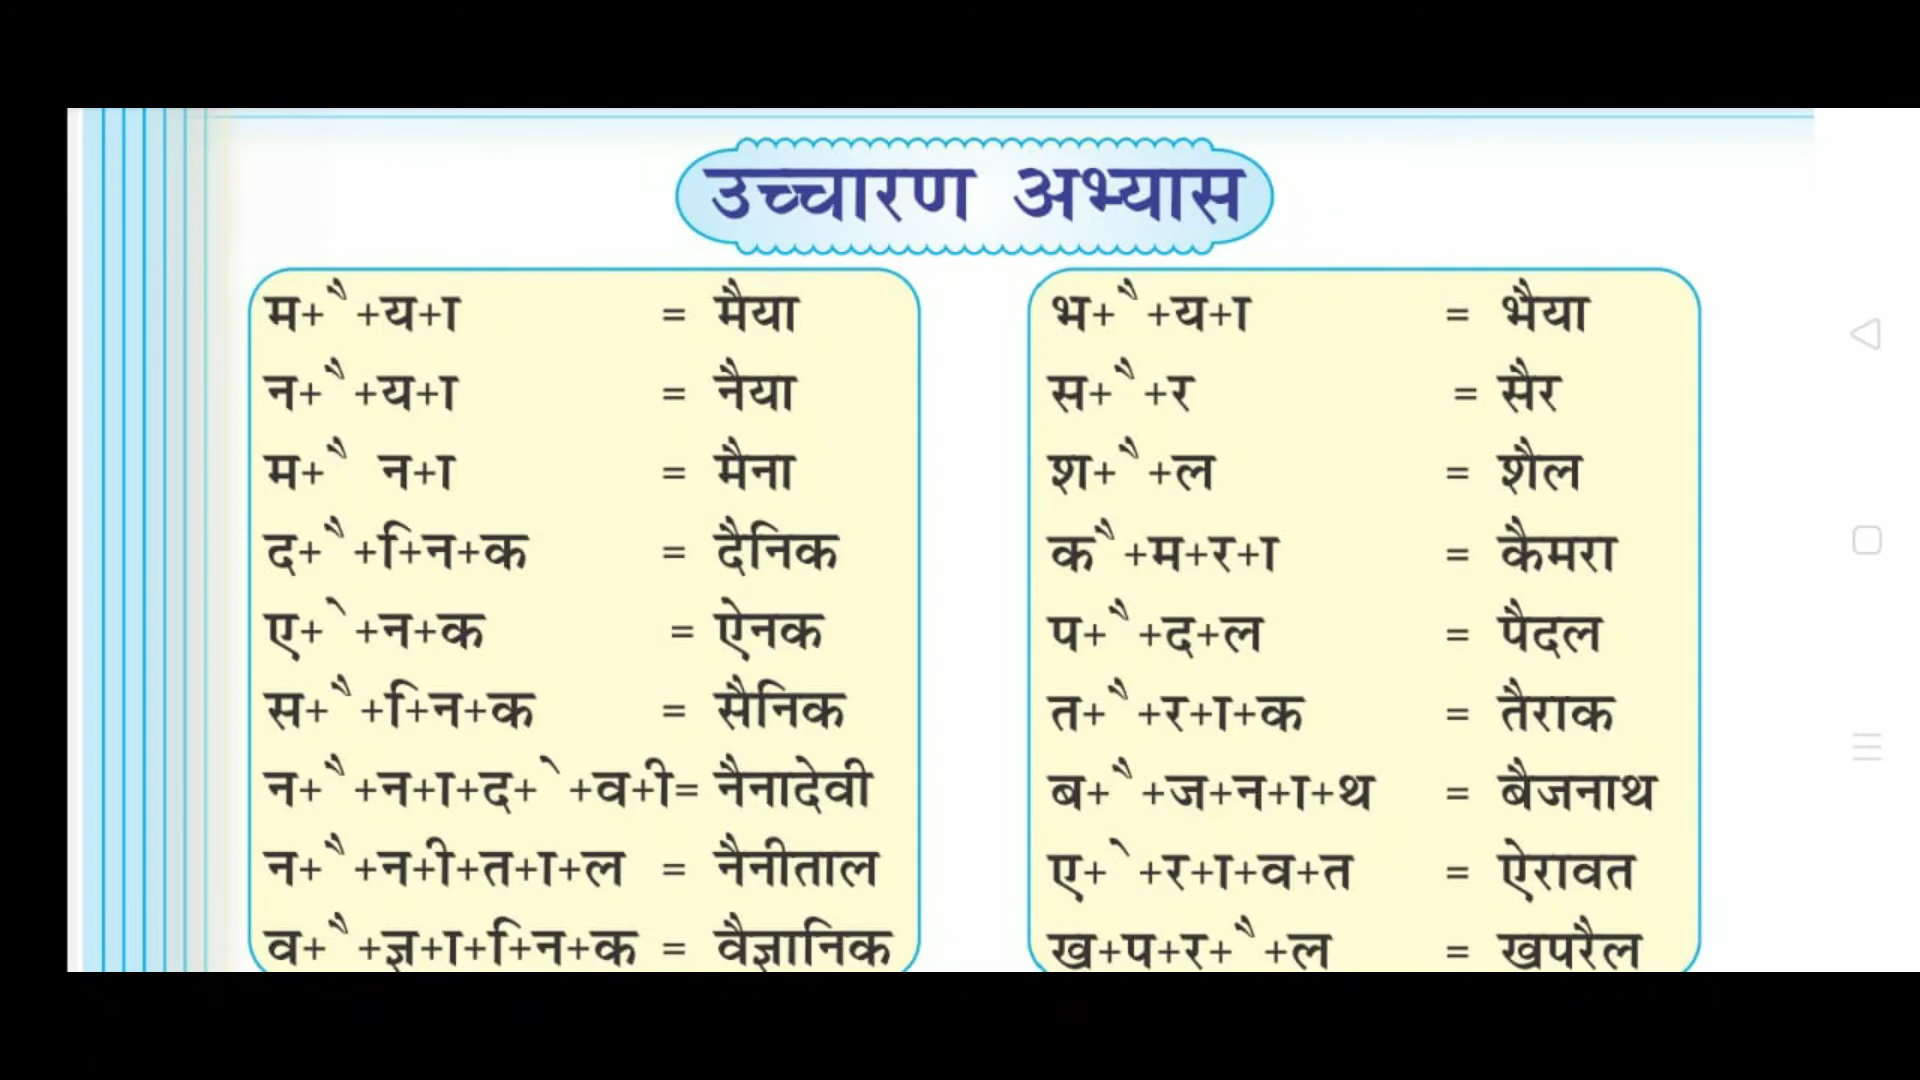 उच्चारण अभ्यास
म+ै +य+ा = मैया
न+ै +य+ा = नैया
म+ै न+ा = मैना
द+ै +ि+न+क = दैनिक
ए+े +न+क = ऐनक
स+ै +ि+न+क = सैनिक
न+ै +न+ा+द+े +व+ी= नैनादेवी
न+ै +न+ी+त+ा+ल = नैनीताल
व+ै +ज्ञ+ा+ि+न+क = वैज्ञानिक
भ+ै +य+ा = भैया
स+ै +र = सैर
श+ै +ल = शैल
कै +म+र+ा = कैमरा
प+ै +द+ल = पैदल
त+ै +र+ा+क = तैराक
ब+ै +ज+न+ा+थ = बैजनाथ
ए+े +र+ा+व+त = ऐरावत
ख+प+र+ै +ल = खपरैल